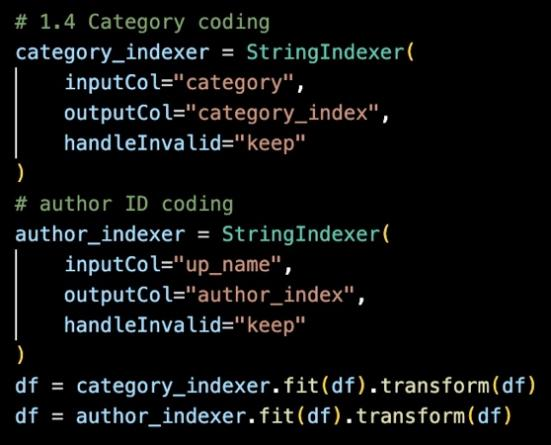 # 1.4 Category coding
category_indexer = StringIndexer(
    inputCol="category",
    outputCol="category_index",
    handleInvalid="keep"
)
# author ID coding
author_indexer = StringIndexer(
    inputCol="up_name",
    outputCol="author_index",
    handleInvalid="keep"
)
df = category_indexer.fit(df).transform(df)
df = author_indexer.fit(df).transform(df)